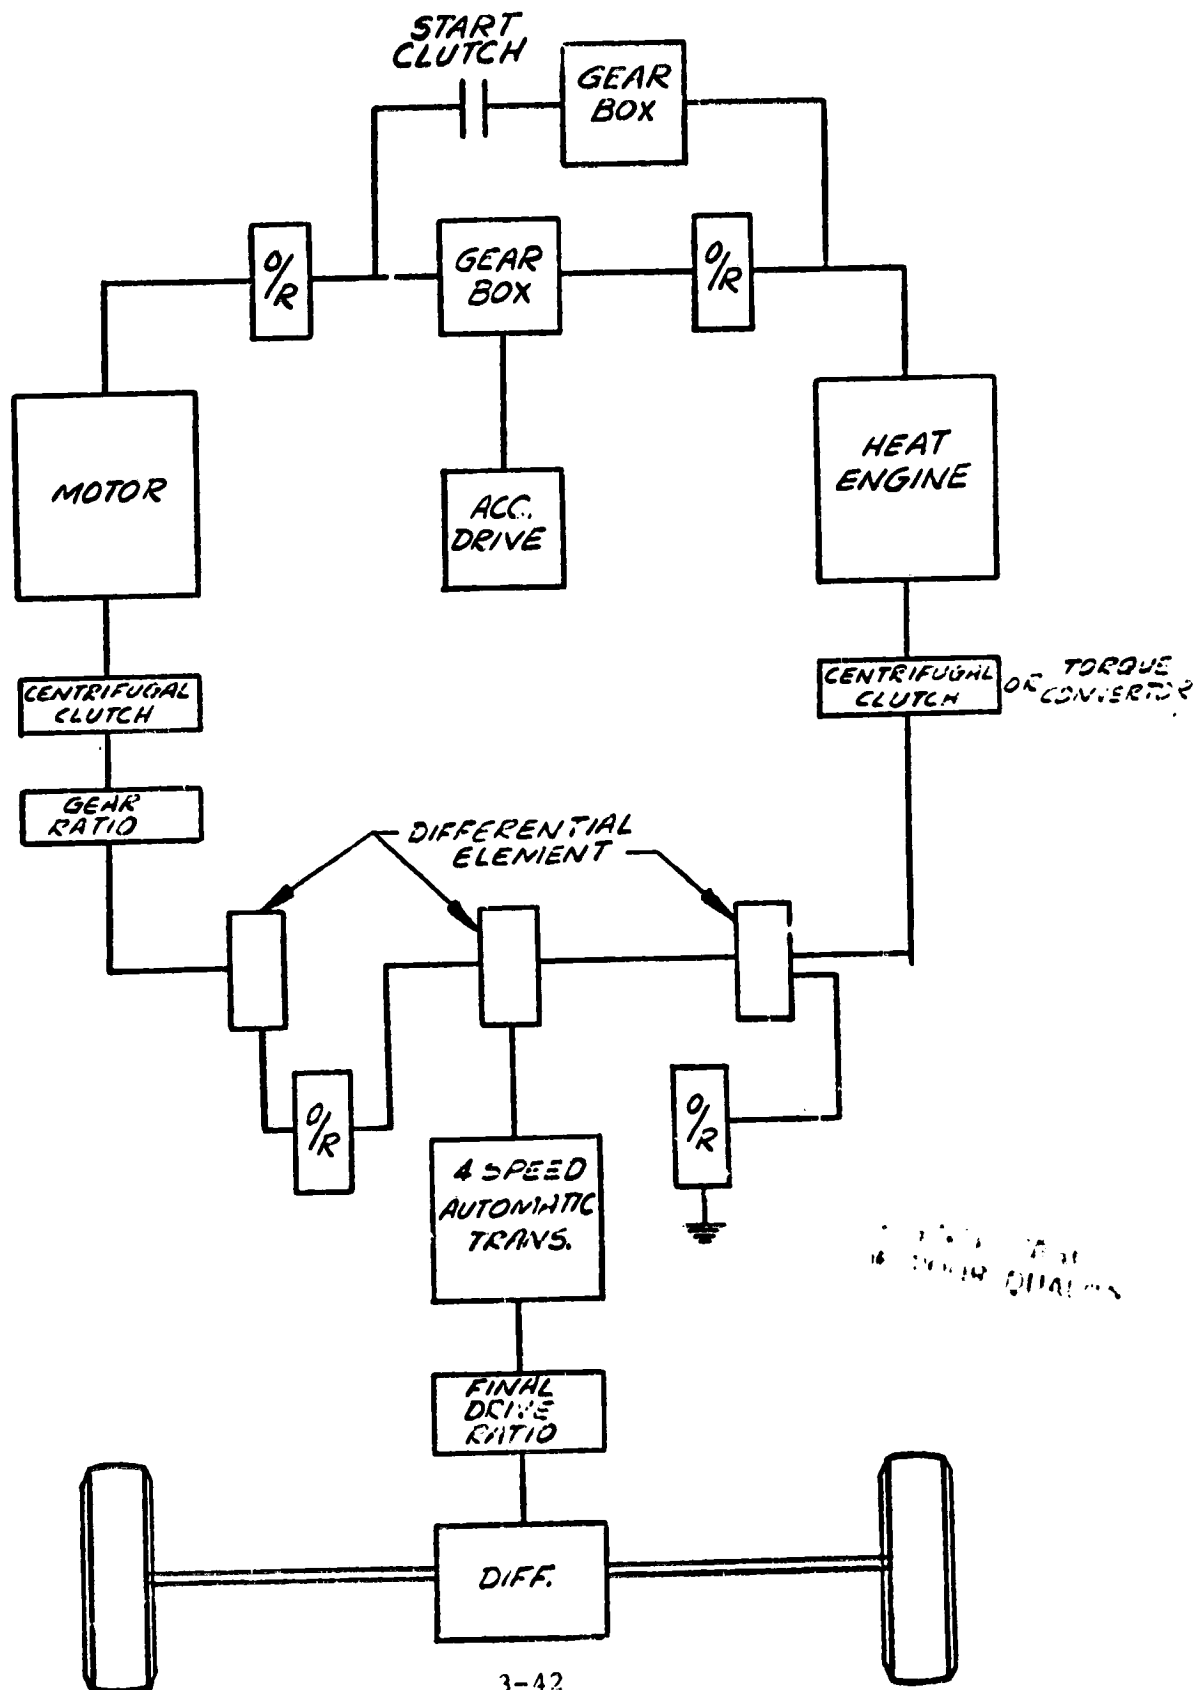 START
CLUTCH
GEAR
BOX
O/R
GEAR
BOX
O/R
MOTOR
ACC.
DRIVE
HEAT
ENGINE
CENTRIFUGAL
CLUTCH
CENTRIFUGAL
CLUTCH
OR TORQUE
CONVERTOR
GEAR
RATIO
DIFFERENTIAL
ELEMENT
O/R
O/R
4 SPEED
AUTOMATIC
TRANS.
FINAL
DRIVE
RATIO
DIFF.
3-42